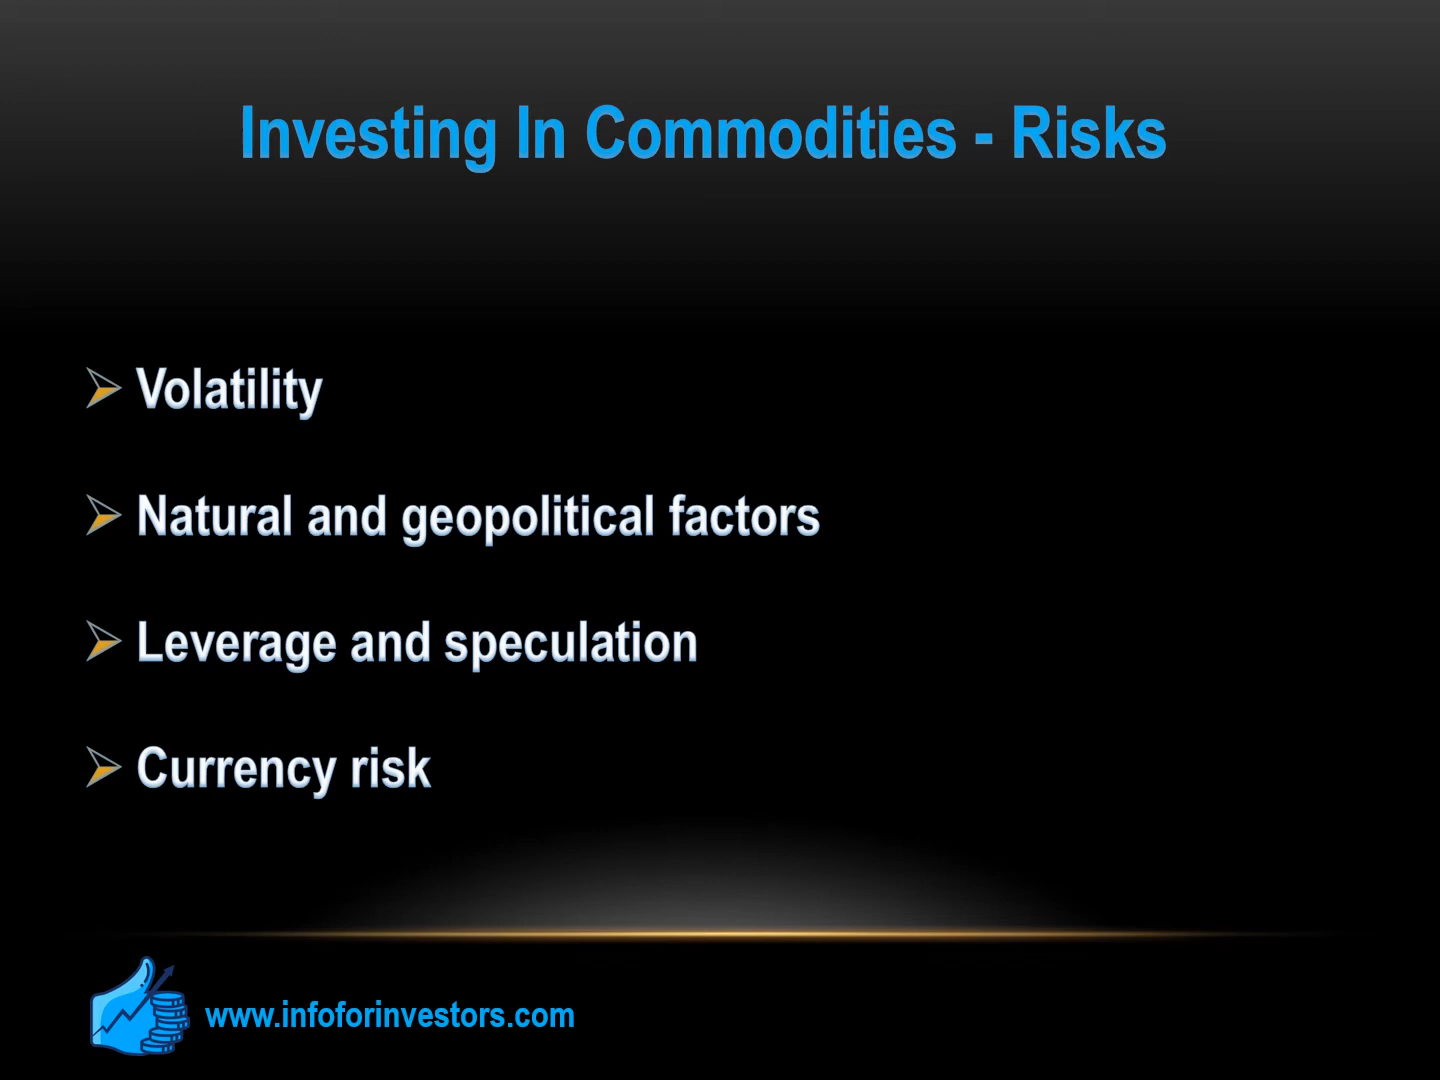 Investing In Commodities - Risks
Volatility
Natural and geopolitical factors
Leverage and speculation
Currency risk
www.infoforinvestors.com